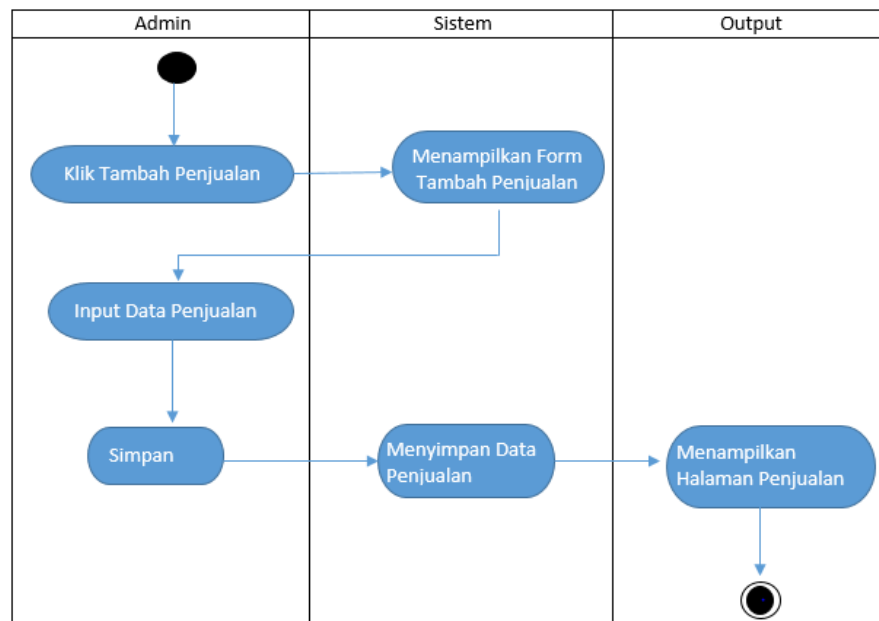 Admin
Sistem
Output
Klik Tambah Penjualan
Menampilkan Form
Tambah Penjualan
Input Data Penjualan
Simpan
Menyimpan Data
Penjualan
Menampilkan
Halaman Penjualan